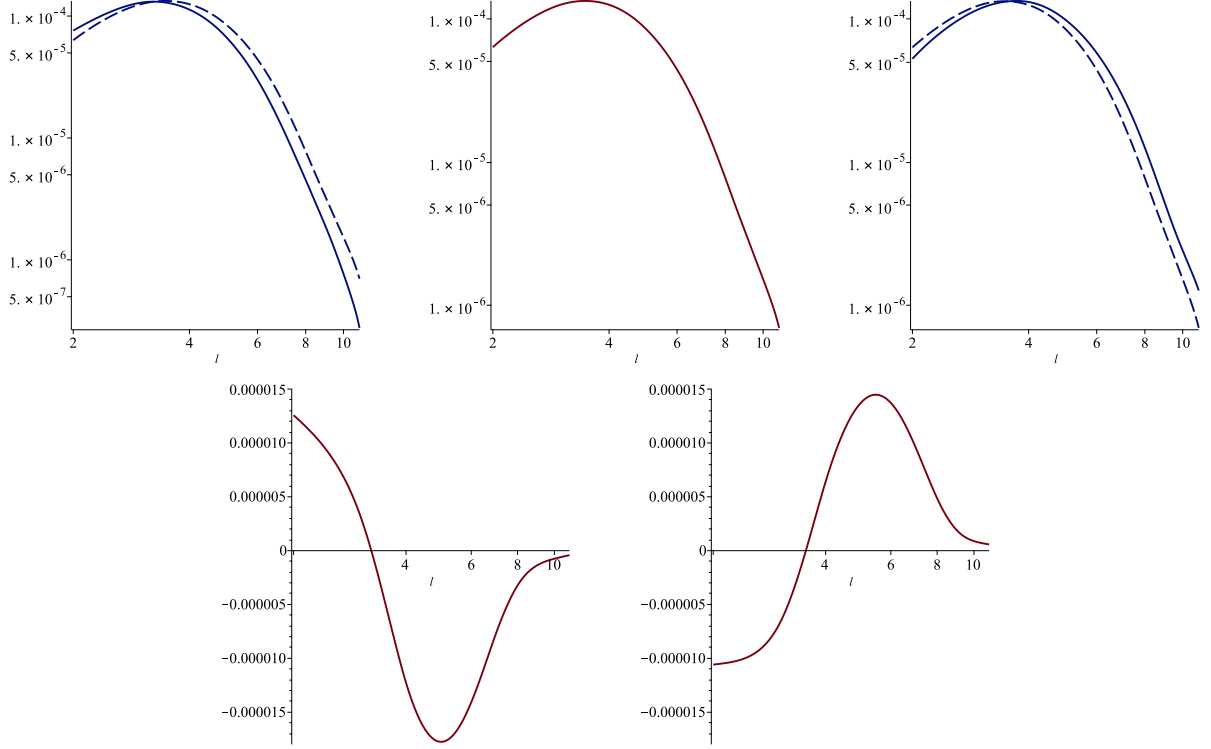 1. × 10⁻⁴
5. × 10⁻⁵
1. × 10⁻⁵
5. × 10⁻⁶
1. × 10⁻⁶
5. × 10⁻⁷
2 4 6 8 10
l
1. × 10⁻⁴
5. × 10⁻⁵
1. × 10⁻⁵
5. × 10⁻⁶
1. × 10⁻⁶
2 4 6 8 10
l
1. × 10⁻⁴
5. × 10⁻⁵
1. × 10⁻⁵
5. × 10⁻⁶
1. × 10⁻⁶
2 4 6 8 10
l
0.000015
0.000010
0.000005
0
4 6 8 10
l
−0.000005
−0.000010
−0.000015
0.000015
0.000010
0.000005
0
4 6 8 10
l
−0.000005
−0.000010
−0.000015